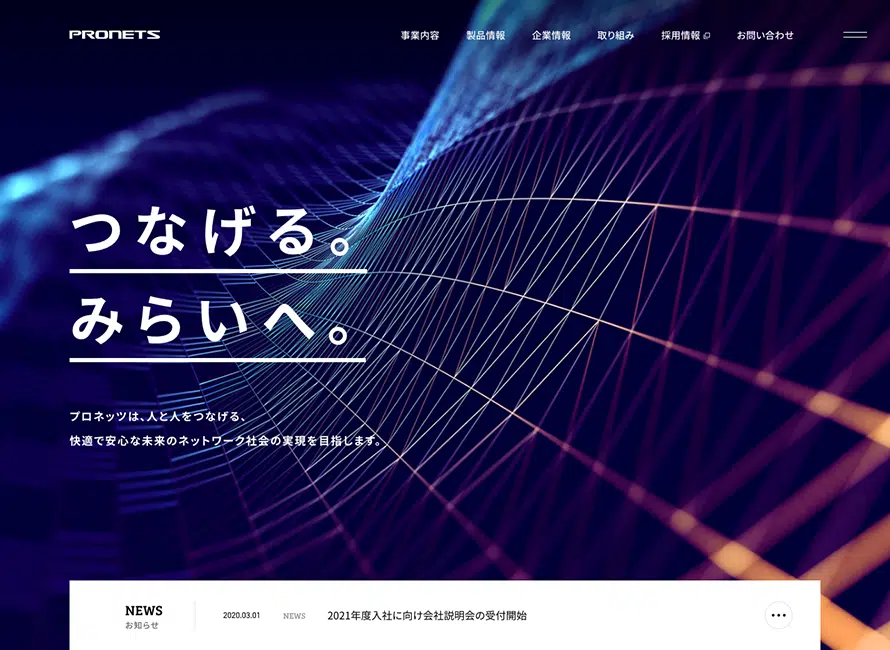 PRONETS
事業内容 製品情報 企業情報 取り組み 採用情報 お問い合わせ
つなげる。
みらいへ。
プロネッツは、人と人をつなげる、
快適で安心な未来のネットワーク社会の実現を目指します。
NEWS
お知らせ
2020.03.01 NEWS 2021年度入社に向け会社説明会の受付開始